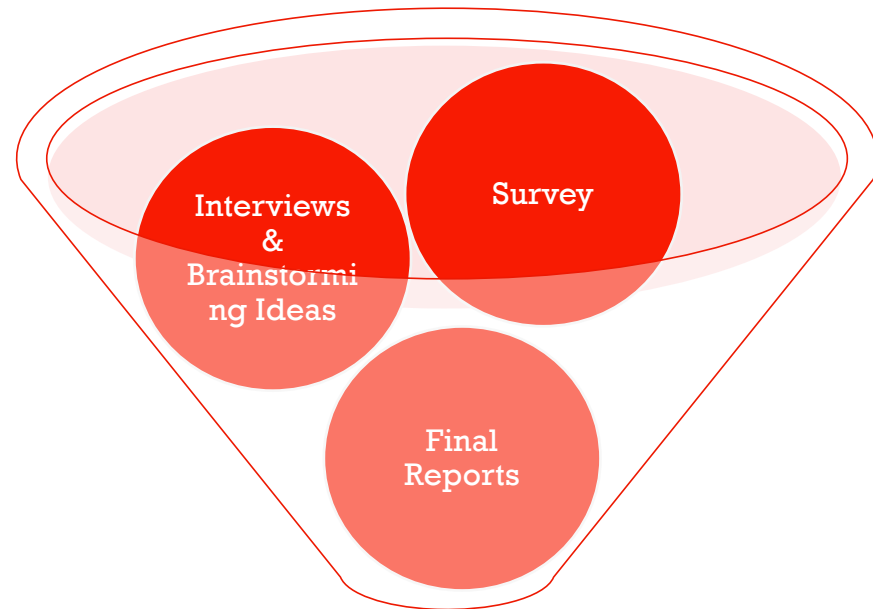 Interviews
&
Brainstormi
ng Ideas
Survey
Final
Reports